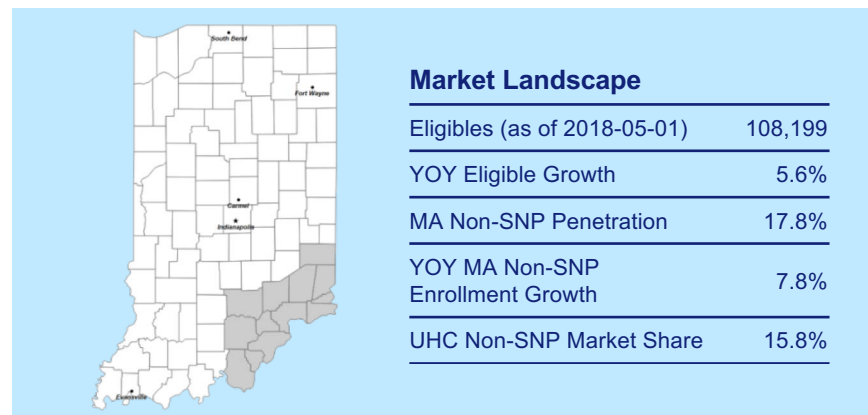 South Bend
Fort Wayne
Carmel
Indianapolis
Evansville
Market Landscape
Eligibles (as of 2018-05-01) 108,199
YOY Eligible Growth 5.6%
MA Non-SNP Penetration 17.8%
YOY MA Non-SNP
Enrollment Growth 7.8%
UHC Non-SNP Market Share 15.8%